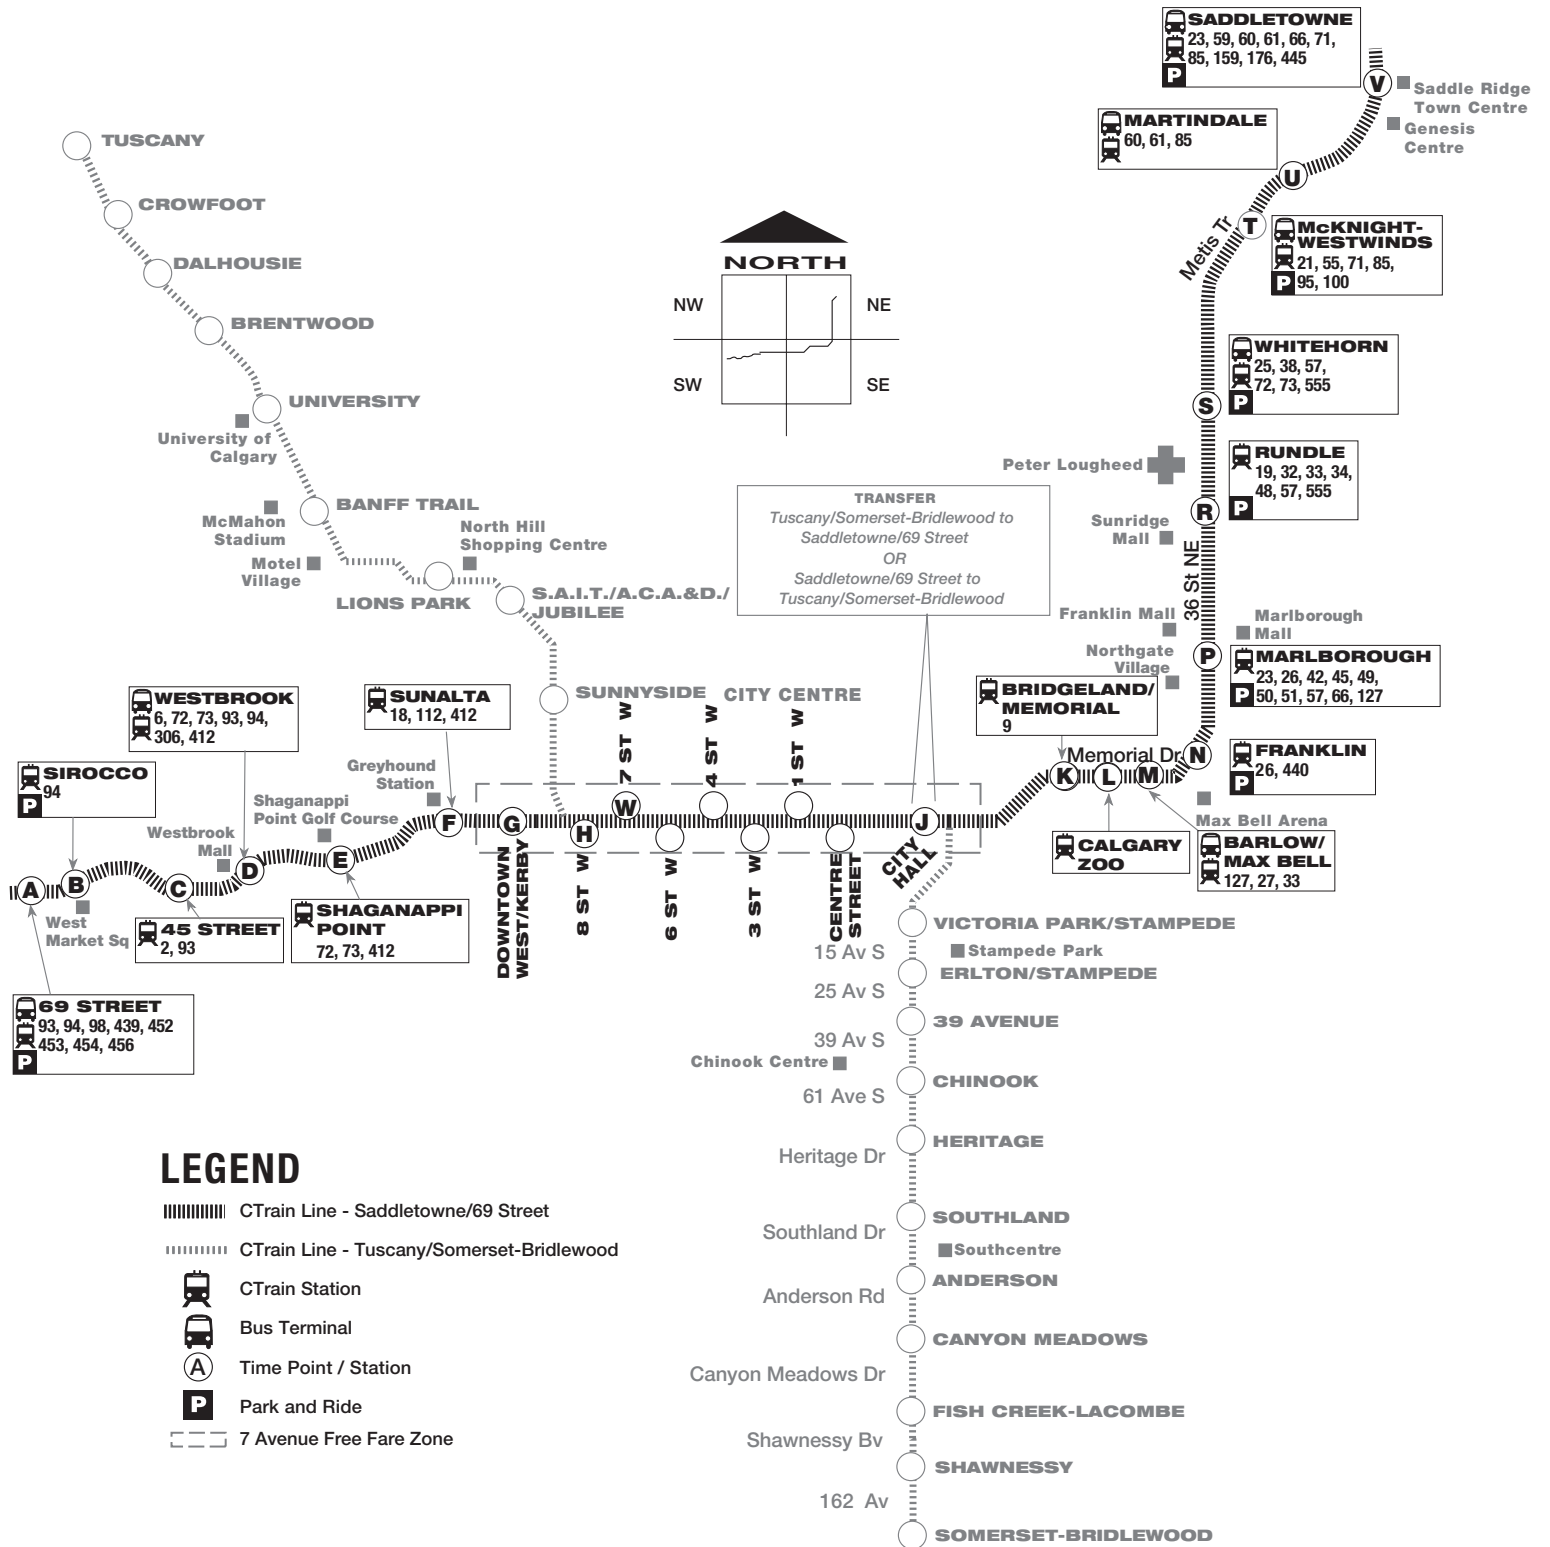 SADDLETOWNE
23, 59, 60, 61, 66, 71,
85, 159, 176, 445
P
V
Saddle Ridge
Town Centre
Genesis
Centre
MARTINDALE
60, 61, 85
U
TUSCANY
CROWFOOT
DALHOUSIE
BRENTWOOD
UNIVERSITY
University of
Calgary
BANFF TRAIL
McMahon
Stadium
Motel
Village
North Hill
Shopping Centre
LIONS PARK
S.A.I.T./A.C.A.&D./
JUBILEE
SUNNYSIDE
CITY CENTRE
NORTH
NW
NE
SW
SE
T
Metis Tr
McKNIGHT-
WESTWINDS
21, 55, 71, 85,
P
95, 100
WHITEHORN
25, 38, 57,
72, 73, 555
P
S
Peter Lougheed
RUNDLE
19, 32, 33, 34,
48, 57, 555
P
R
Sunridge
Mall
36 St NE
TRANSFER
Tuscany/Somerset-Bridlewood to
Saddletowne/69 Street
OR
Saddletowne/69 Street to
Tuscany/Somerset-Bridlewood
Franklin Mall
Marlborough
Mall
Northgate
Village
P
MARLBOROUGH
23, 26, 42, 45, 49,
50, 51, 57, 66, 127
P
BRIDGELAND/
MEMORIAL
9
Memorial Dr
K
L
M
N
FRANKLIN
26, 440
P
Max Bell Arena
CALGARY
ZOO
BARLOW/
MAX BELL
127, 27, 33
WESTBROOK
6, 72, 73, 93, 94,
306, 412
SUNALTA
18, 112, 412
SIROCCO
94
P
Greyhound
Station
Shaganappi
Point Golf Course
Westbrook
Mall
A
B
C
D
E
F
G
H
W
J
7 ST W
4 ST W
1 ST W
DOWNTOWN
WEST/KERBY
8 ST W
6 ST W
3 ST W
CENTRE
STREET
CITY
HALL
West
Market Sq
45 STREET
2, 93
SHAGANAPPI
POINT
72, 73, 412
69 STREET
93, 94, 98, 439, 452
453, 454, 456
P
VICTORIA PARK/STAMPEDE
15 Av S
Stampede Park
ERLTON/STAMPEDE
25 Av S
39 AVENUE
39 Av S
Chinook Centre
CHINOOK
61 Ave S
HERITAGE
Heritage Dr
SOUTHLAND
Southland Dr
Southcentre
ANDERSON
Anderson Rd
CANYON MEADOWS
Canyon Meadows Dr
FISH CREEK-LACOMBE
Shawnessy Bv
SHAWNESSY
162 Av
SOMERSET-BRIDLEWOOD
LEGEND
CTrain Line - Saddletowne/69 Street
CTrain Line - Tuscany/Somerset-Bridlewood
CTrain Station
Bus Terminal
A Time Point / Station
P Park and Ride
7 Avenue Free Fare Zone